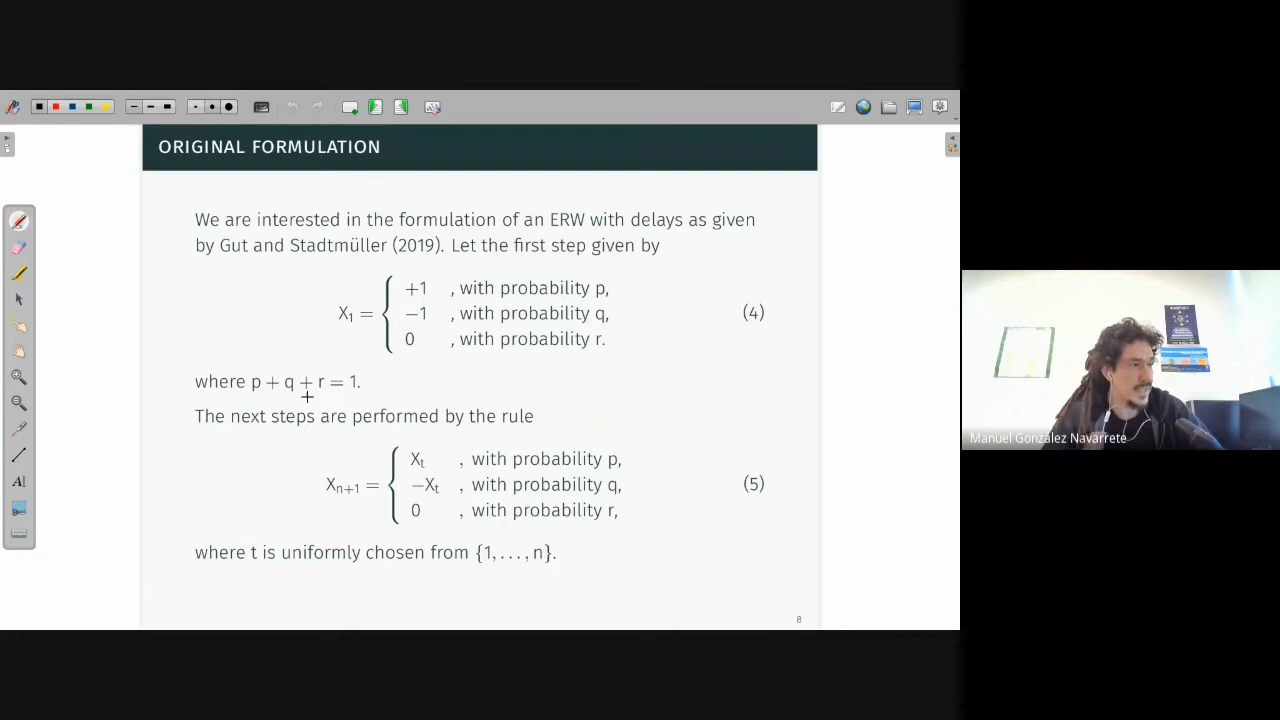 ORIGINAL FORMULATION
We are interested in the formulation of an ERW with delays as given
by Gut and Stadtmüller (2019). Let the first step given by
X₁ = { +1 , with probability p,
−1 , with probability q, (4)
0 , with probability r.
where p + q + r = 1.
The next steps are performed by the rule
Xₙ₊₁ = { Xₜ , with probability p,
−Xₜ , with probability q, (5)
0 , with probability r,
where t is uniformly chosen from {1, . . . , n}.
8
Manuel González Navarrete